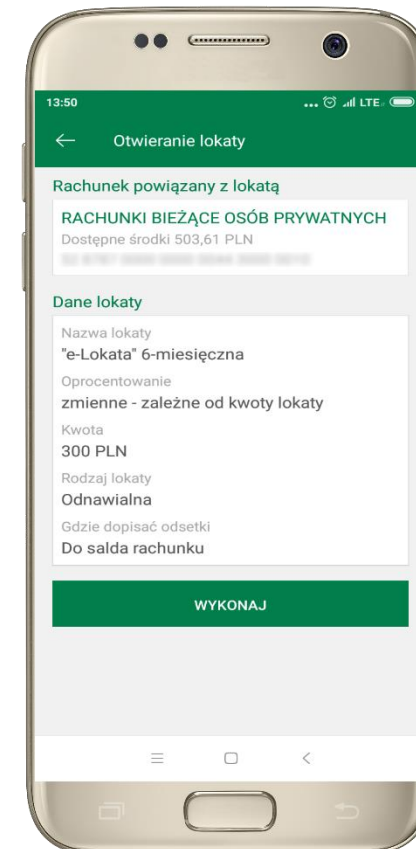 13:50 ... LTE
Otwieranie lokaty
Rachunek powiązany z lokatą
RACHUNKI BIEŻĄCE OSÓB PRYWATNYCH
Dostępne środki 503,61 PLN
Dane lokaty
Nazwa lokaty
"e-Lokata" 6-miesięczna
Oprocentowanie
zmienne - zależne od kwoty lokaty
Kwota
300 PLN
Rodzaj lokaty
Odnawialna
Gdzie dopisać odsetki
Do salda rachunku
WYKONAJ